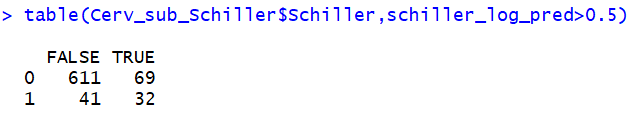 > table(Cerv_sub_Schiller$Schiller,schiller_log_pred>0.5)
FALSE TRUE
0 611 69
1 41 32